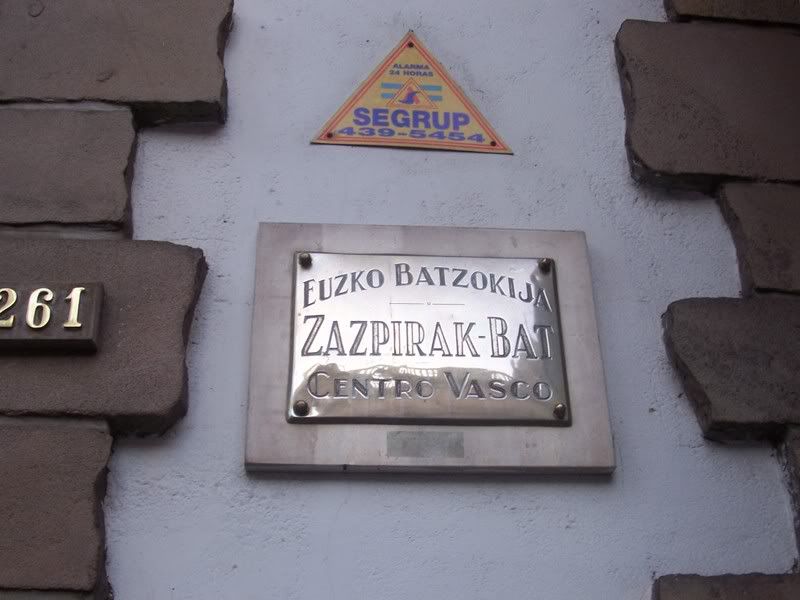 ALARMA
24 HORAS
SEGRUP
439-5454
261
EUZKO BATZOKIJA
ZAZPIRAK-BAT
CENTRO VASCO